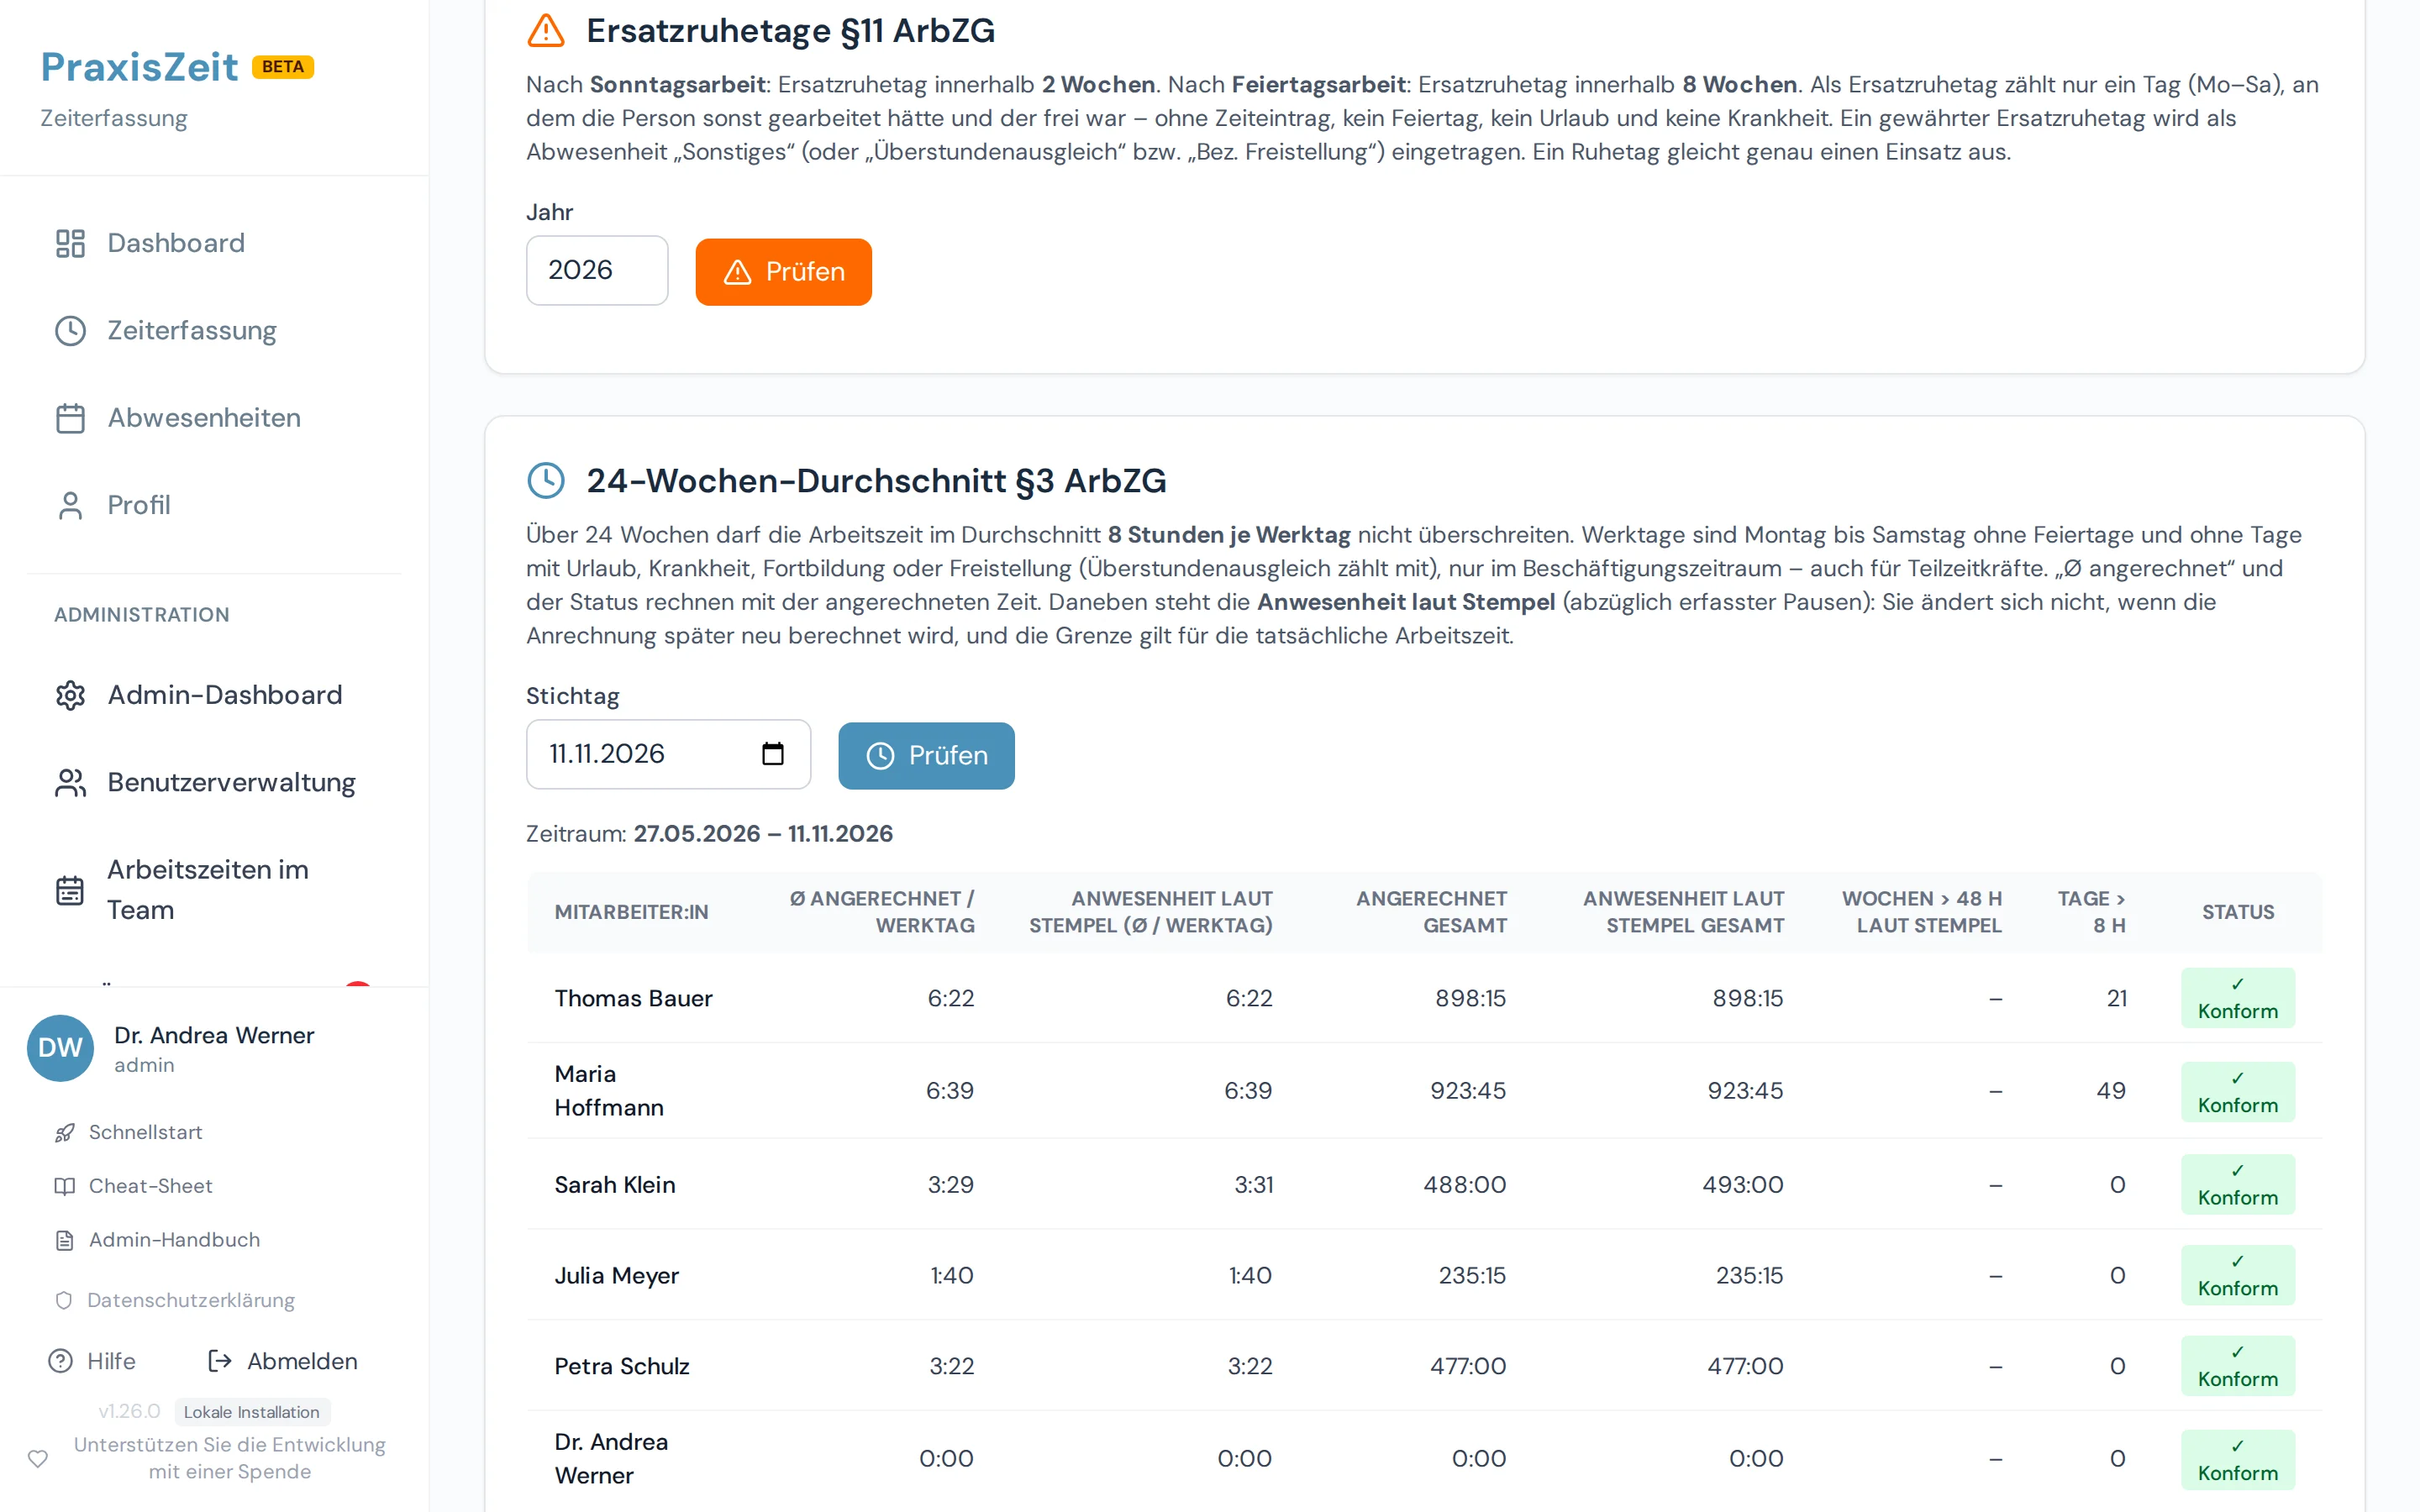 PraxisZeit BETA
Zeiterfassung
Dashboard
Zeiterfassung
Abwesenheiten
Profil
ADMINISTRATION
Admin-Dashboard
Benutzerverwaltung
Arbeitszeiten im
Team
DW
Dr. Andrea Werner
admin
Schnellstart
Cheat-Sheet
Admin-Handbuch
Datenschutzerklärung
Hilfe
Abmelden
v1.26.0 Lokale Installation
Unterstützen Sie die Entwicklung
mit einer Spende
Ersatzruhetage §11 ArbZG
Nach Sonntagsarbeit: Ersatzruhetag innerhalb 2 Wochen. Nach Feiertagsarbeit: Ersatzruhetag innerhalb 8 Wochen. Als Ersatzruhetag zählt nur ein Tag (Mo–Sa), an
dem die Person sonst gearbeitet hätte und der frei war – ohne Zeiteintrag, kein Feiertag, kein Urlaub und keine Krankheit. Ein gewährter Ersatzruhetag wird als
Abwesenheit „Sonstiges“ (oder „Überstundenausgleich“ bzw. „Bez. Freistellung“) eingetragen. Ein Ruhetag gleicht genau einen Einsatz aus.
Jahr
2026
Prüfen
24-Wochen-Durchschnitt §3 ArbZG
Über 24 Wochen darf die Arbeitszeit im Durchschnitt 8 Stunden je Werktag nicht überschreiten. Werktage sind Montag bis Samstag ohne Feiertage und ohne Tage
mit Urlaub, Krankheit, Fortbildung oder Freistellung (Überstundenausgleich zählt mit), nur im Beschäftigungszeitraum – auch für Teilzeitkräfte. „Ø angerechnet“ und
der Status rechnen mit der angerechneten Zeit. Daneben steht die Anwesenheit laut Stempel (abzüglich erfasster Pausen): Sie ändert sich nicht, wenn die
Anrechnung später neu berechnet wird, und die Grenze gilt für die tatsächliche Arbeitszeit.
Stichtag
11.11.2026
Prüfen
Zeitraum: 27.05.2026 – 11.11.2026
MITARBEITER:IN
Ø ANGERECHNET /
WERKTAG
ANWESENHEIT LAUT
STEMPEL (Ø / WERKTAG)
ANGERECHNET
GESAMT
ANWESENHEIT LAUT
STEMPEL GESAMT
WOCHEN > 48 H
LAUT STEMPEL
TAGE >
8 H
STATUS
Thomas Bauer 6:22 6:22 898:15 898:15 – 21 ✓
Konform
Maria
Hoffmann 6:39 6:39 923:45 923:45 – 49 ✓
Konform
Sarah Klein 3:29 3:31 488:00 493:00 – 0 ✓
Konform
Julia Meyer 1:40 1:40 235:15 235:15 – 0 ✓
Konform
Petra Schulz 3:22 3:22 477:00 477:00 – 0 ✓
Konform
Dr. Andrea
Werner 0:00 0:00 0:00 0:00 – 0 ✓
Konform